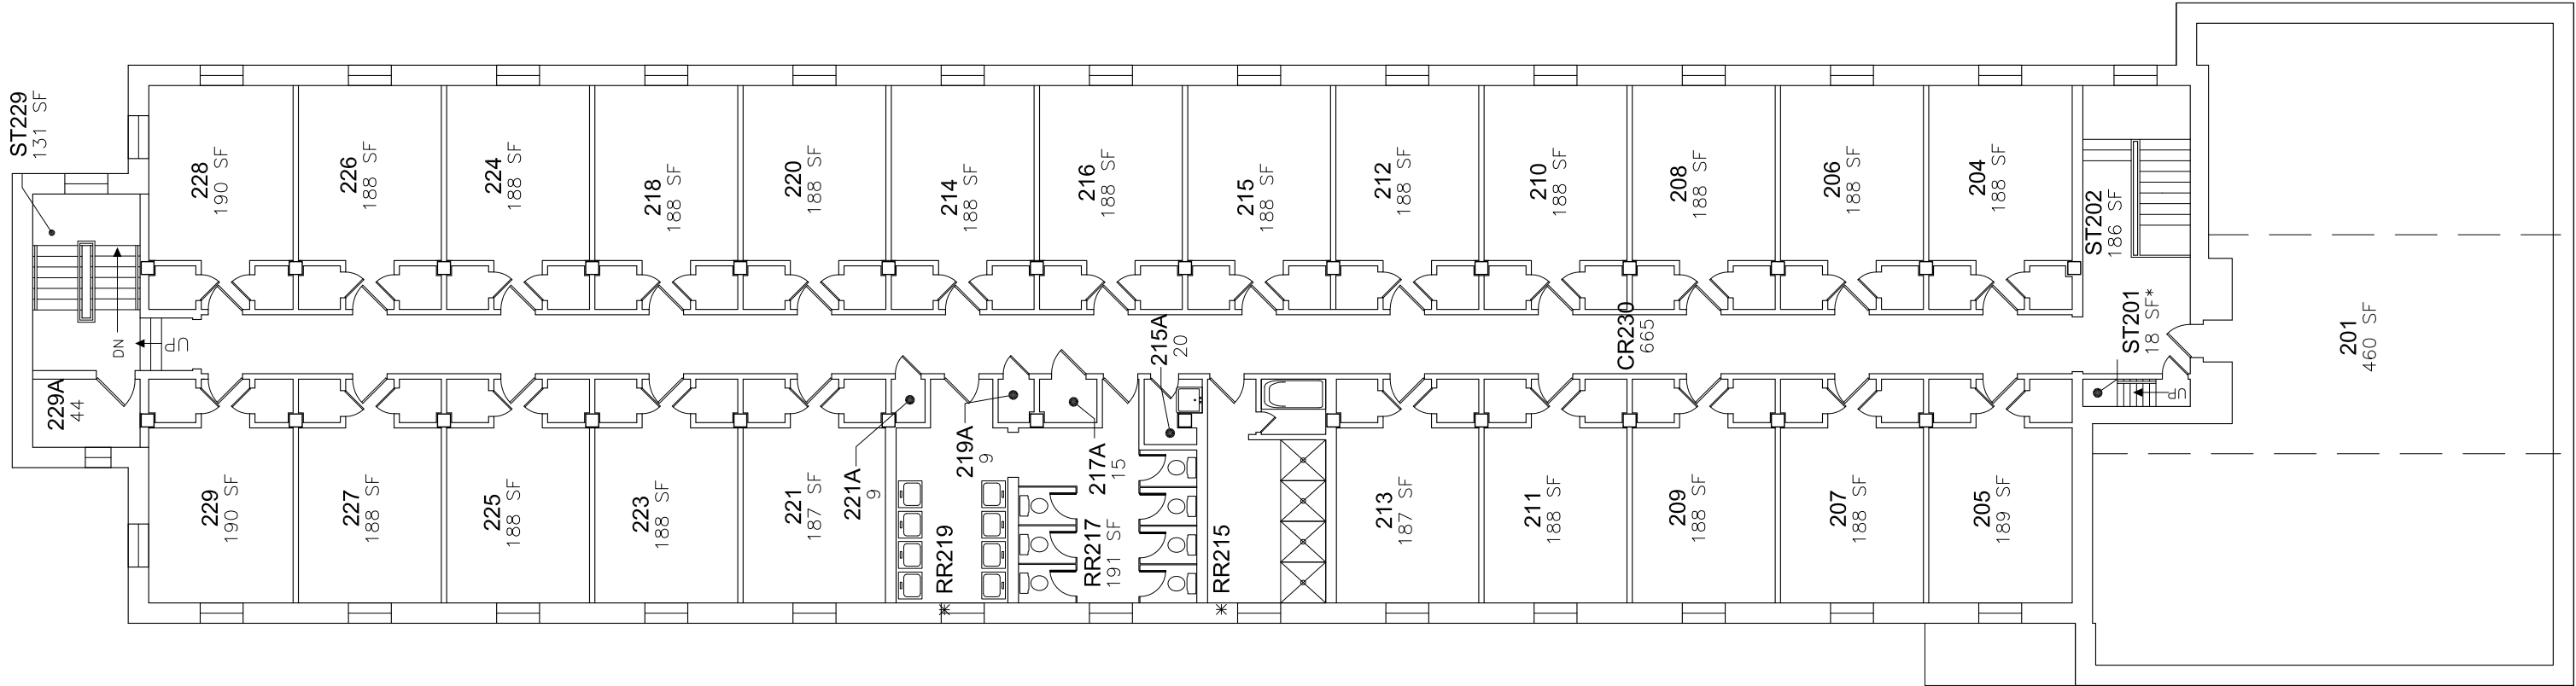 ST229
131 SF
228
190 SF
226
188 SF
224
188 SF
218
188 SF
220
188 SF
214
188 SF
216
188 SF
215
188 SF
212
188 SF
210
188 SF
208
188 SF
206
188 SF
204
188 SF
ST202
186 SF
DN
UP
215A
20
CR230
665
ST201
18 SF*
UP
201
460 SF
229A
44
229
190 SF
227
188 SF
225
188 SF
223
188 SF
221
187 SF
221A
9
RR219
219A
9
217A
15
RR217
191 SF
RR215
213
187 SF
211
188 SF
209
188 SF
207
188 SF
205
189 SF